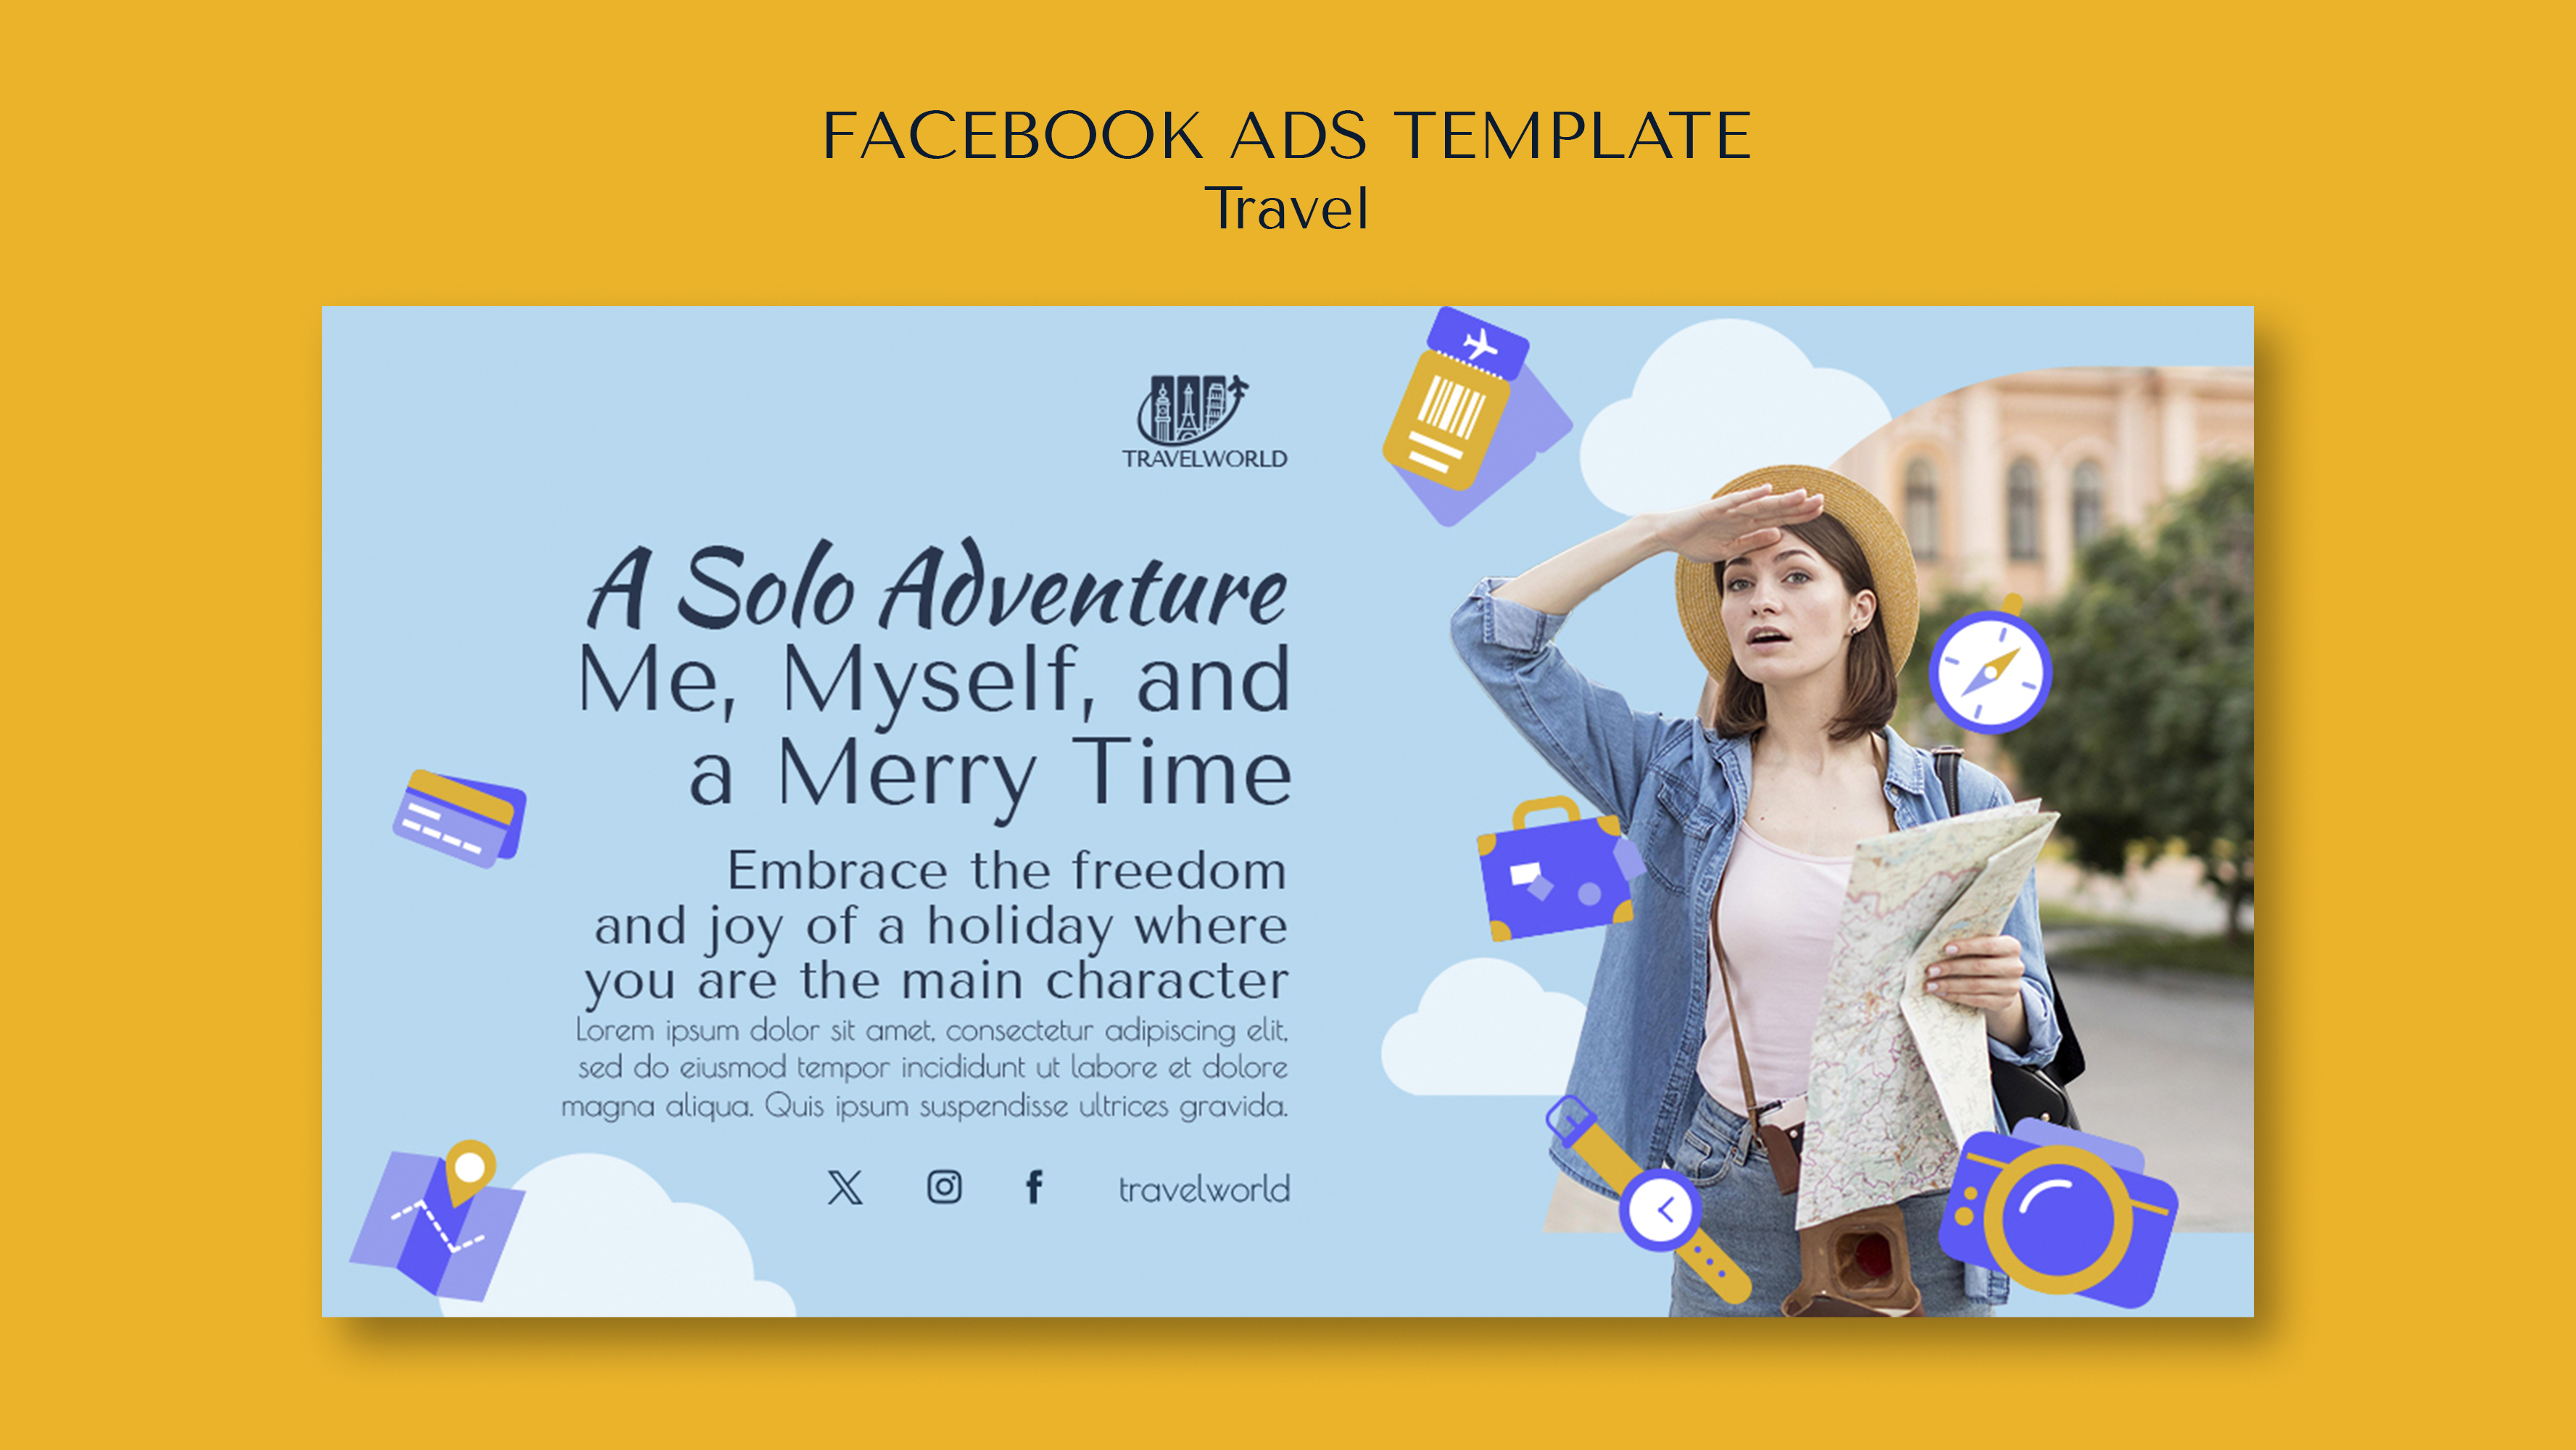 FACEBOOK ADS TEMPLATE
Travel
TRAVELWORLD
A Solo Adventure
Me, Myself, and
a Merry Time
Embrace the freedom
and joy of a holiday where
you are the main character
Lorem ipsum dolor sit amet, consectetur adipiscing elit,
sed do eiusmod tempor incididunt ut labore et dolore
magna aliqua. Quis ipsum suspendisse ultrices gravida.
travelworld